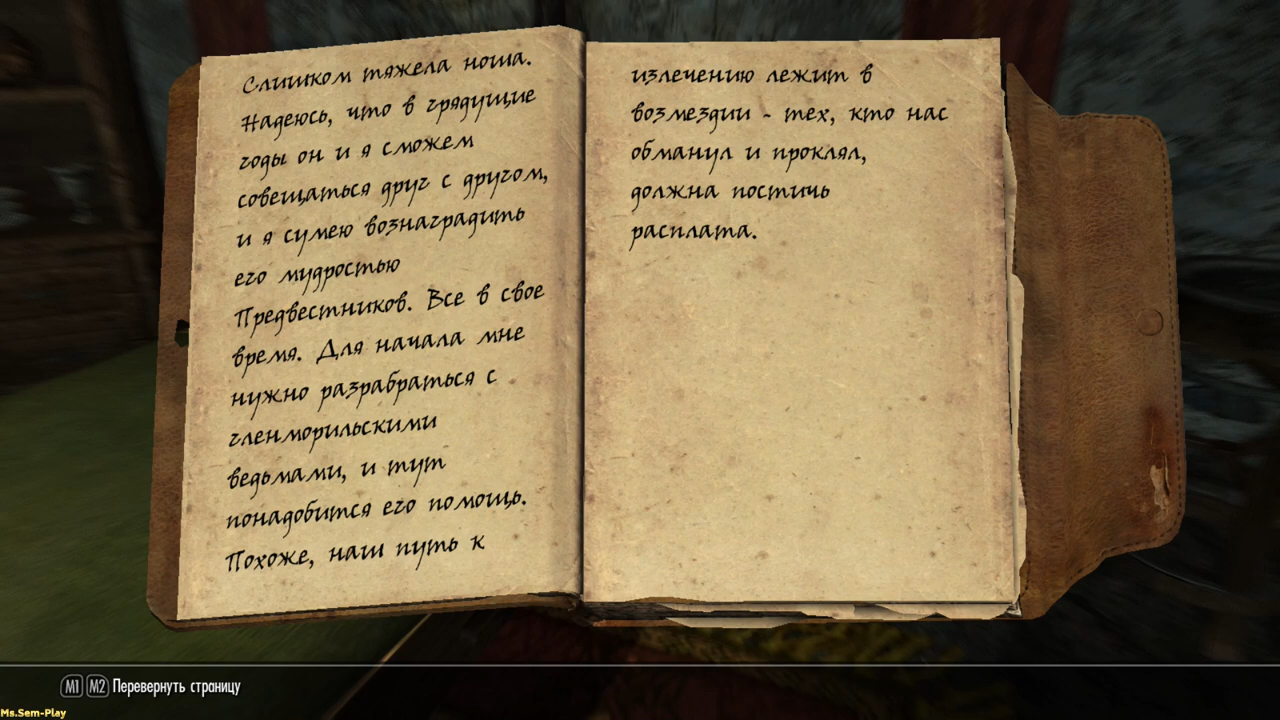 Слишком тяжела ноша.
Надеюсь, что в грядущие
годы он и я сможем
совещаться друг с другом,
и я сумею вознаградить
его мудростью
Предвестников. Все в свое
время. Для начала мне
нужно разрабраться с
гленморильскими
ведьмами, и тут
понадобится его помощь.
Похоже, наш путь к
излечению лежит в
возмездии - тех, кто нас
обманул и проклял,
должна постичь
расплата.
M1 M2 Перевернуть страницу
Ms.Sem-Play